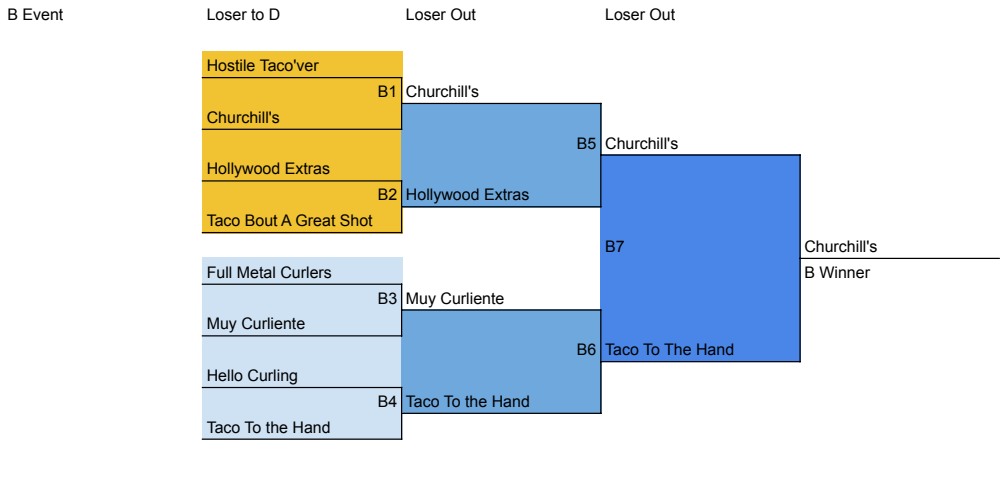 B Event Loser to D Loser Out Loser Out
Hostile Taco'ver
B1 Churchill's
Churchill's
B5 Churchill's
Hollywood Extras
B2 Hollywood Extras
Taco Bout A Great Shot
B7 Churchill's
Full Metal Curlers B Winner
B3 Muy Curliente
Muy Curliente
B6 Taco To The Hand
Hello Curling
B4 Taco To the Hand
Taco To the Hand